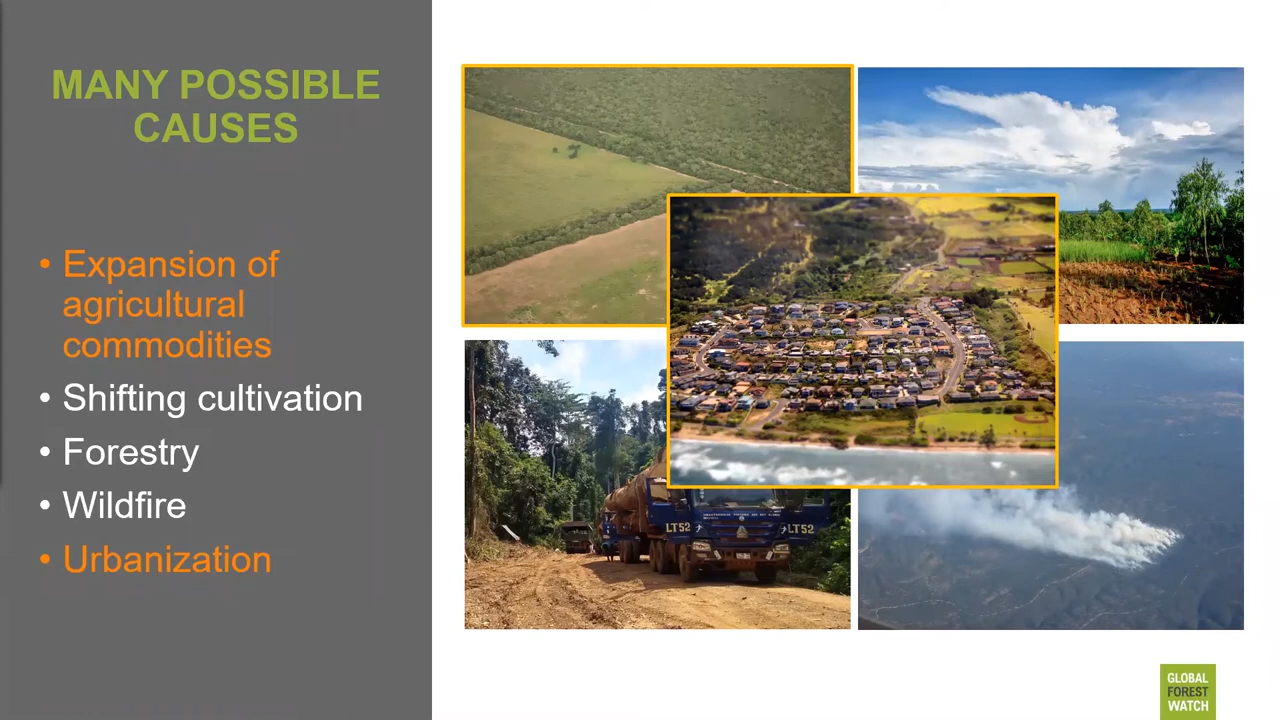 MANY POSSIBLE
CAUSES
• Expansion of
agricultural
commodities
• Shifting cultivation
• Forestry
• Wildfire
• Urbanization
LT52
LT52
GLOBAL
FOREST
WATCH